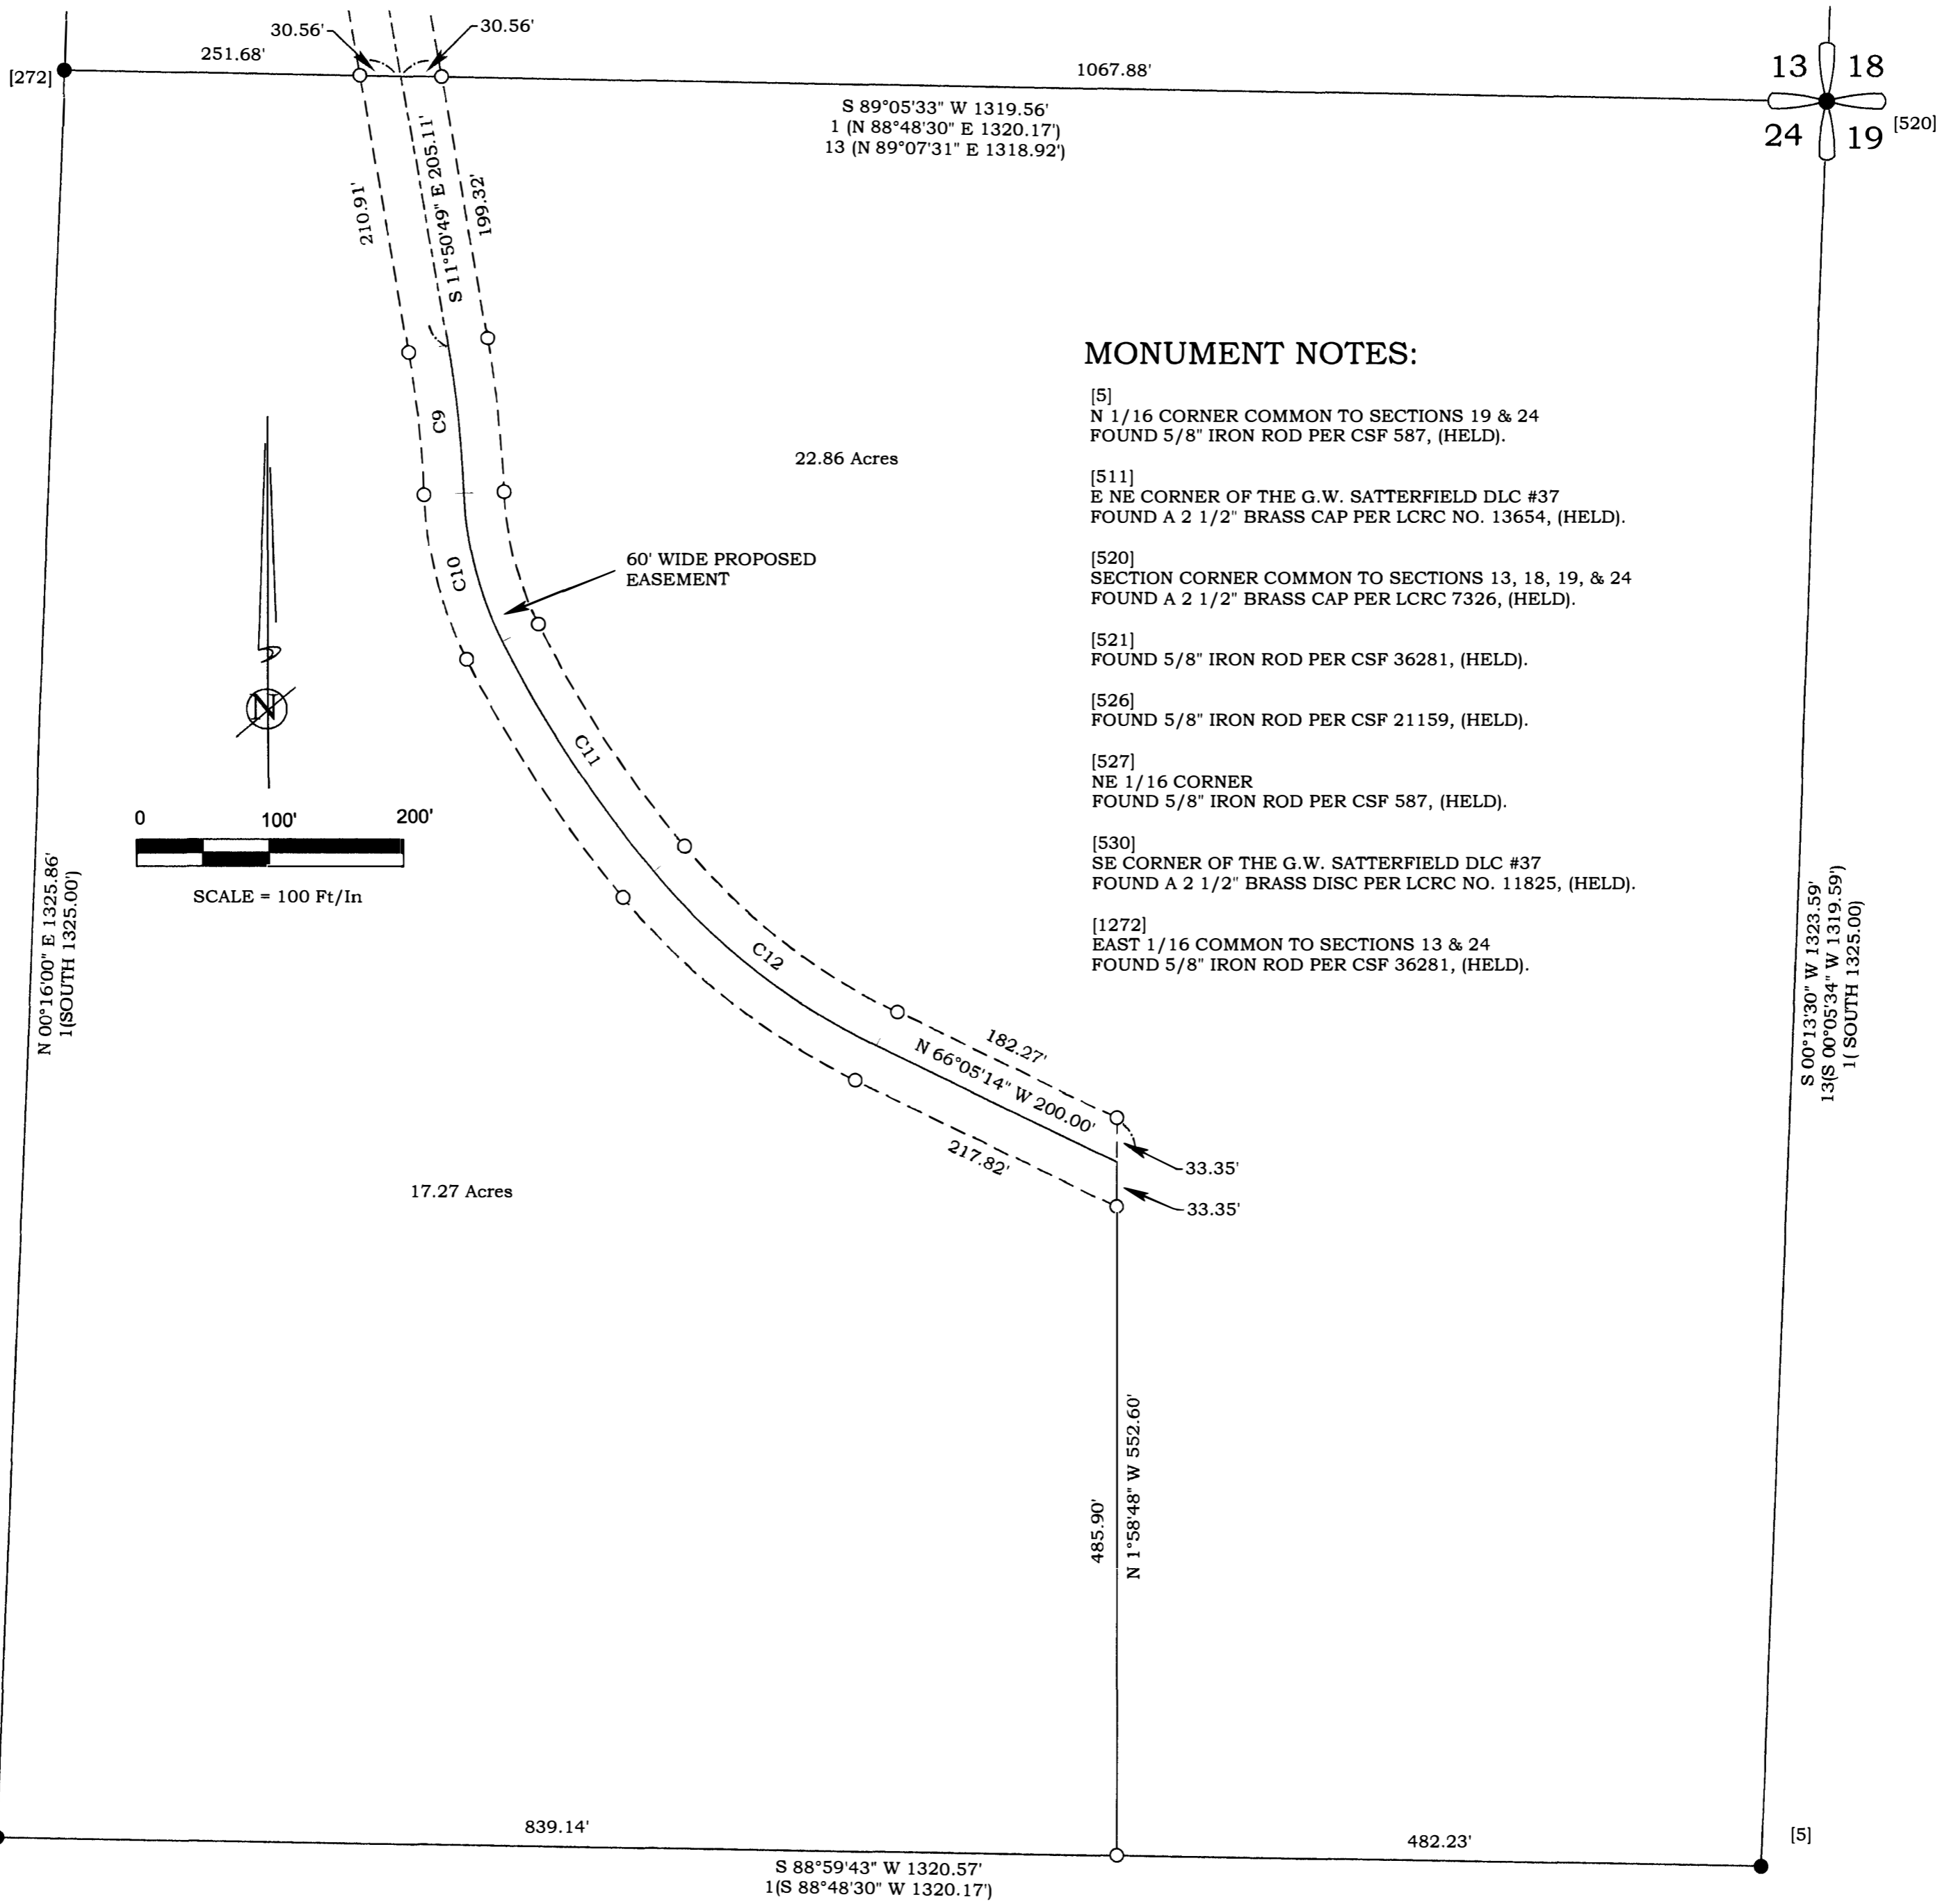 30.56'
30.56'
251.68'
1067.88'
[272]
13
18
24
19
[520]
S 89°05'33" W 1319.56'
1 (N 88°48'30" E 1320.17')
13 (N 89°07'31" E 1318.92')
210.91'
S 11°50'49" E 205.11'
199.32'
MONUMENT NOTES:
[5]
N 1/16 CORNER COMMON TO SECTIONS 19 & 24
FOUND 5/8" IRON ROD PER CSF 587, (HELD).
[511]
E NE CORNER OF THE G.W. SATTERFIELD DLC #37
FOUND A 2 1/2" BRASS CAP PER LCRC NO. 13654, (HELD).
[520]
SECTION CORNER COMMON TO SECTIONS 13, 18, 19, & 24
FOUND A 2 1/2" BRASS CAP PER LCRC 7326, (HELD).
[521]
FOUND 5/8" IRON ROD PER CSF 36281, (HELD).
[526]
FOUND 5/8" IRON ROD PER CSF 21159, (HELD).
[527]
NE 1/16 CORNER
FOUND 5/8" IRON ROD PER CSF 587, (HELD).
[530]
SE CORNER OF THE G.W. SATTERFIELD DLC #37
FOUND A 2 1/2" BRASS DISC PER LCRC NO. 11825, (HELD).
[1272]
EAST 1/16 COMMON TO SECTIONS 13 & 24
FOUND 5/8" IRON ROD PER CSF 36281, (HELD).
C9
22.86 Acres
C10
60' WIDE PROPOSED
EASEMENT
N
C11
0 100' 200'
SCALE = 100 Ft/In
N 00°16'00" E 1325.86'
1(SOUTH 1325.00')
C12
S 00°13'30" W 1323.59'
13(S 00°05'34" W 1319.59')
1( SOUTH 1325.00)
182.27'
N 66°05'14" W 200.00'
217.82'
33.35'
33.35'
17.27 Acres
485.90'
N 1°58'48" W 552.60'
839.14'
482.23'
[5]
S 88°59'43" W 1320.57'
1(S 88°48'30" W 1320.17')